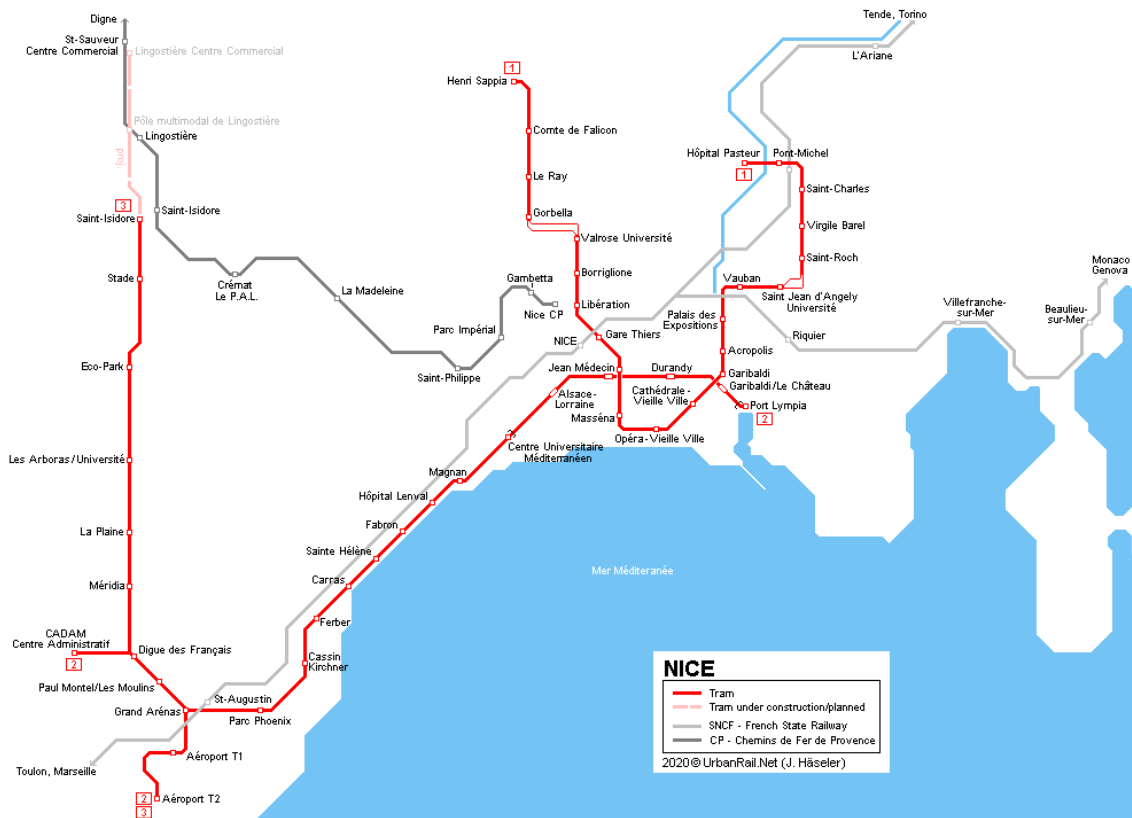 Digne
St-Sauveur
Centre Commercial
Lingostière Centre Commercial
Tende, Torino
L'Ariane
1
Henri Sappia
Pôle multimodal de Lingostière
Lingostière
proj.
Comte de Falicon
Hôpital Pasteur
1
Pont-Michel
Le Ray
Saint-Charles
3
Saint-Isidore
Saint-Isidore
Gorbella
Valrose Université
Virgile Barel
Saint-Roch
Monaco
Genova
Stade
Crémat
Le P.A.L.
La Madeleine
Gambetta
Nice CP
Borriglione
Libération
Vauban
Saint Jean d'Angely
Université
Palais des
Expositions
Villefranche-
sur-Mer
Beaulieu-
sur-Mer
Parc Impérial
NICE
Gare Thiers
Riquier
Acropolis
Eco-Park
Saint-Philippe
Jean Médecin
Durandy
Garibaldi
Garibaldi/Le Château
Alsace-
Lorraine
Cathédrale-
Vieille Ville
Port Lympia
2
Masséna
Opéra-Vieille Ville
Centre Universitaire
Méditerranéen
Les Arboras/Université
Magnan
Hôpital Lenval
La Plaine
Fabron
Sainte Hélène
Mer Méditeranée
Méridia
Carras
Ferber
CADAM
Centre Administratif
2
Digue des Français
Cassin
Kirchner
Paul Montel/Les Moulins
St-Augustin
Grand Arénas
Parc Phoenix
Aéroport T1
Toulon, Marseille
2
3
Aéroport T2
NICE
Tram
Tram under construction/planned
SNCF - French State Railway
CP - Chemins de Fer de Provence
2020 © UrbanRail.Net (J. Häseler)